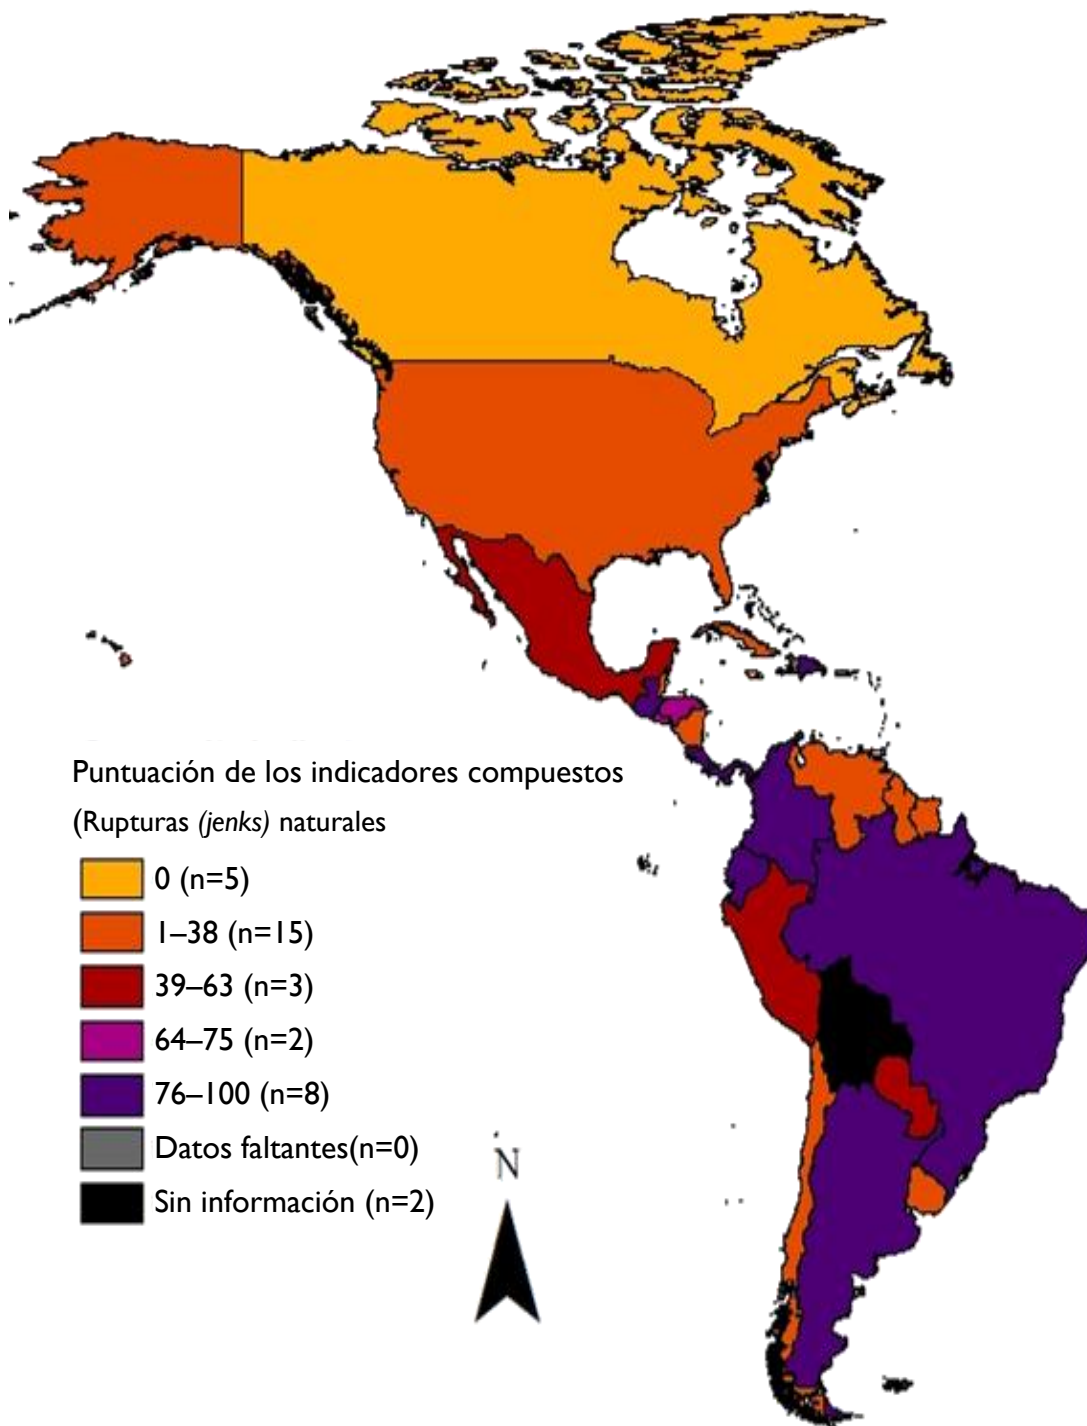 Puntuación de los indicadores compuestos
(Rupturas (jenks) naturales
0 (n=5)
1–38 (n=15)
39–63 (n=3)
64–75 (n=2)
76–100 (n=8)
Datos faltantes(n=0)
Sin información (n=2)
N